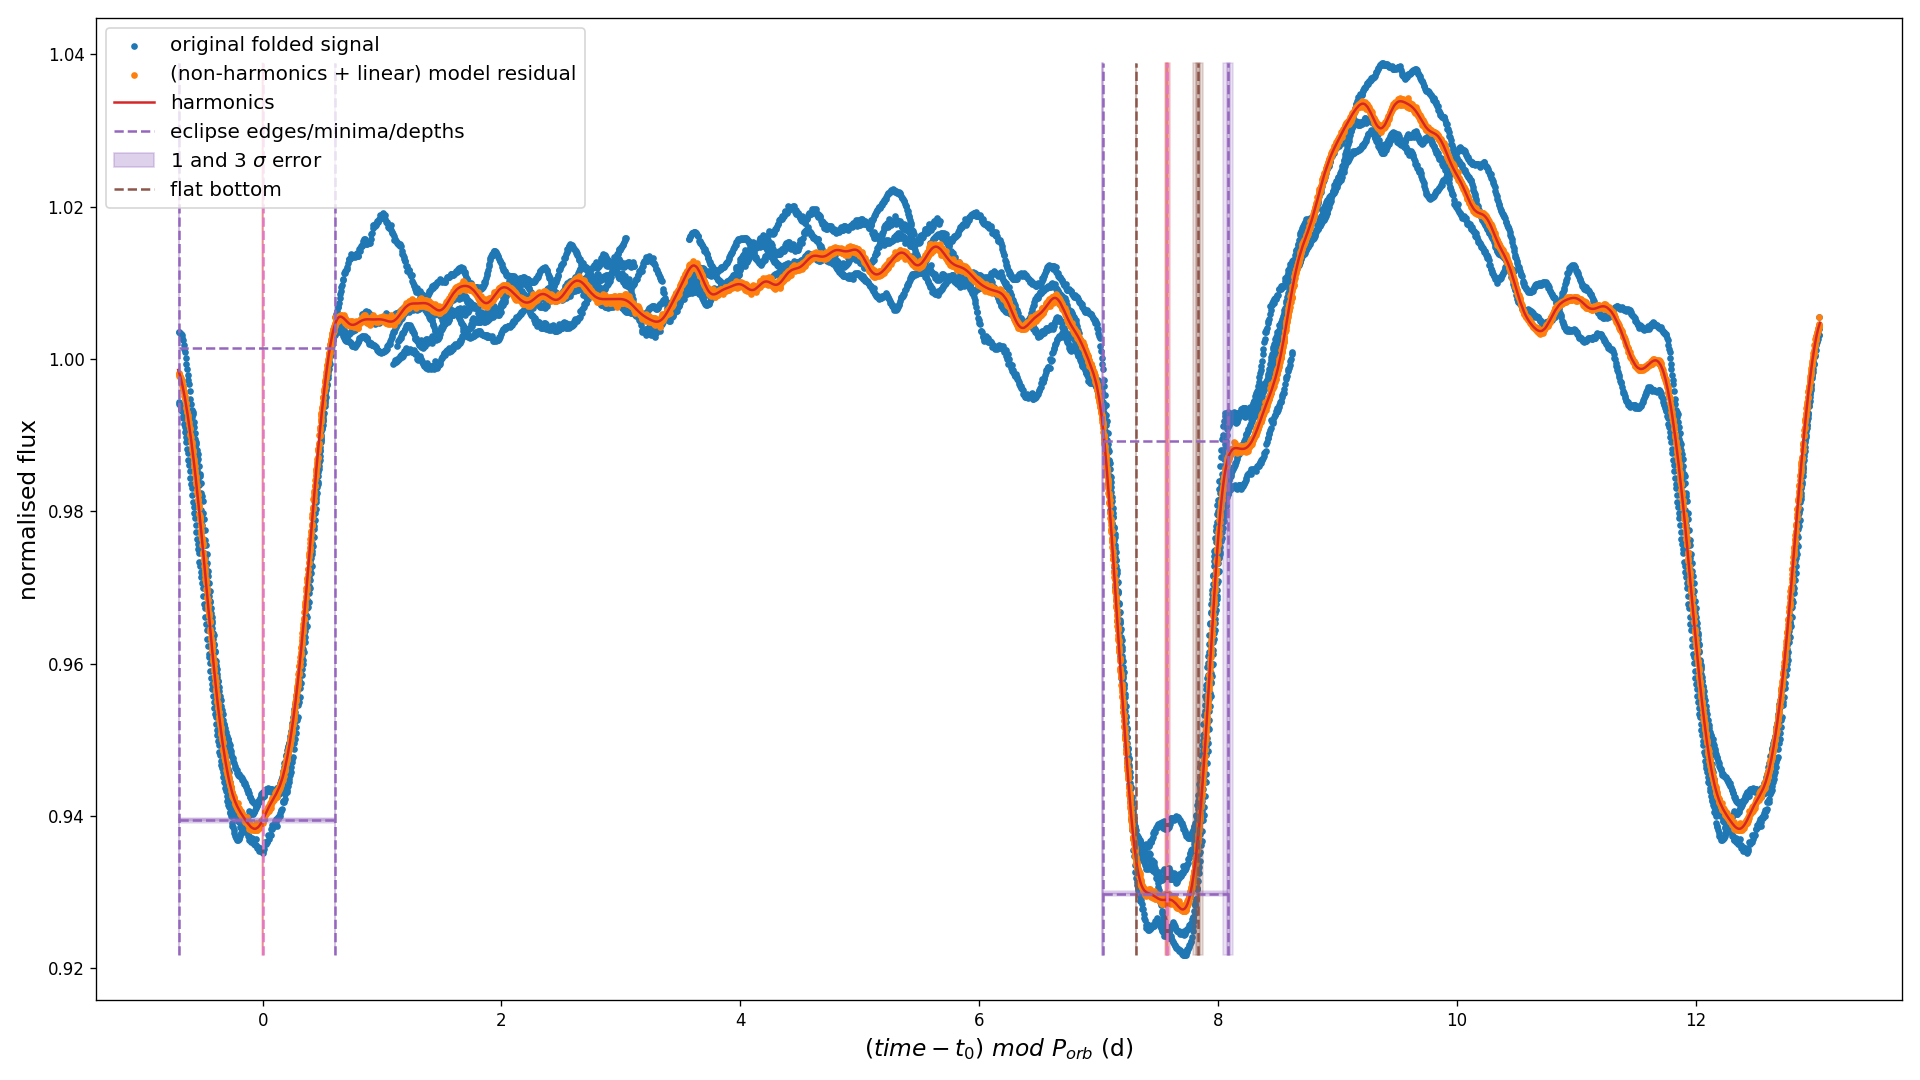 original folded signal
(non-harmonics + linear) model residual
harmonics
eclipse edges/minima/depths
1 and 3 σ error
flat bottom
1.04
1.02
1.00
0.98
0.96
0.94
0.92
normalised flux
0 2 4 6 8 10 12
(time − t₀) mod Pₒᵣb (d)